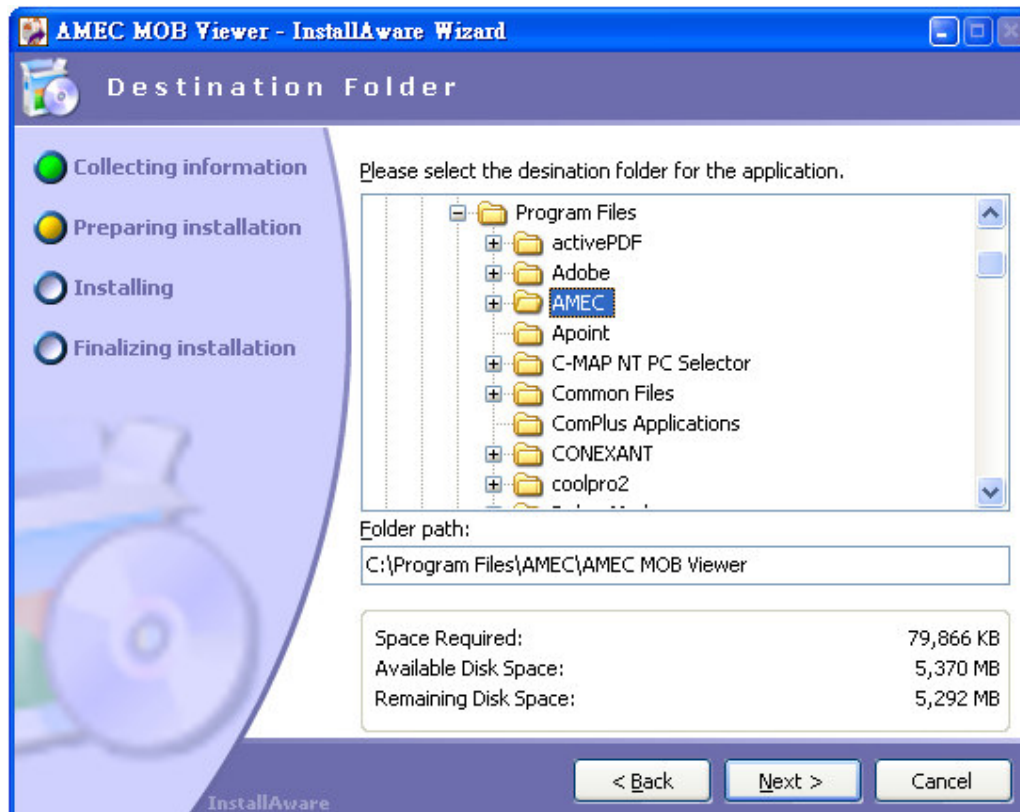 AMEC MOB Viewer - InstallAware Wizard
Destination Folder
Collecting information
Preparing installation
Installing
Finalizing installation
Please select the desination folder for the application.
Program Files
activePDF
Adobe
AMEC
Apoint
C-MAP NT PC Selector
Common Files
ComPlus Applications
CONEXANT
coolpro2
Folder path:
C:\Program Files\AMEC\AMEC MOB Viewer
Space Required: 79,866 KB
Available Disk Space: 5,370 MB
Remaining Disk Space: 5,292 MB
< Back Next > Cancel
InstallAware